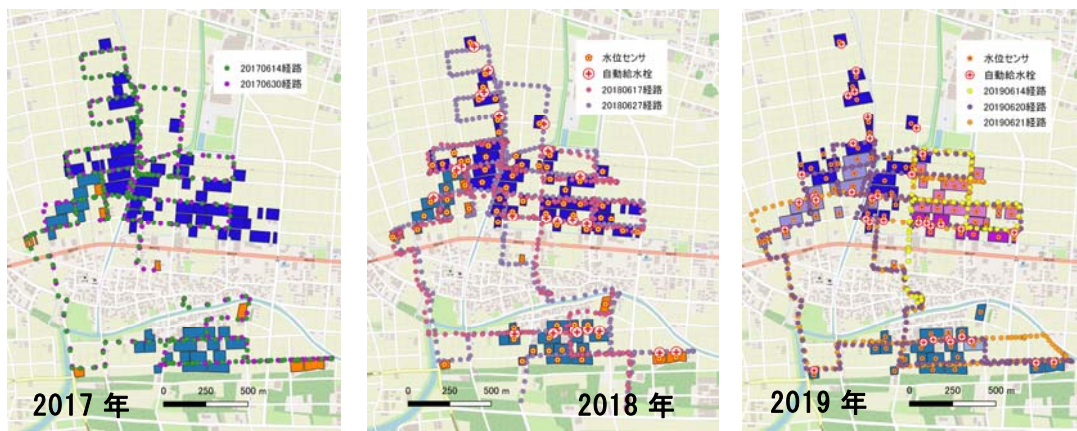 20170614経路
20170630経路
0 250 500 m
2017 年
水位センサ
自動給水栓
20180617経路
20180627経路
0 250 500 m
2018 年
水位センサ
自動給水栓
20190614経路
20190620経路
20190621経路
0 250 500 m
2019 年